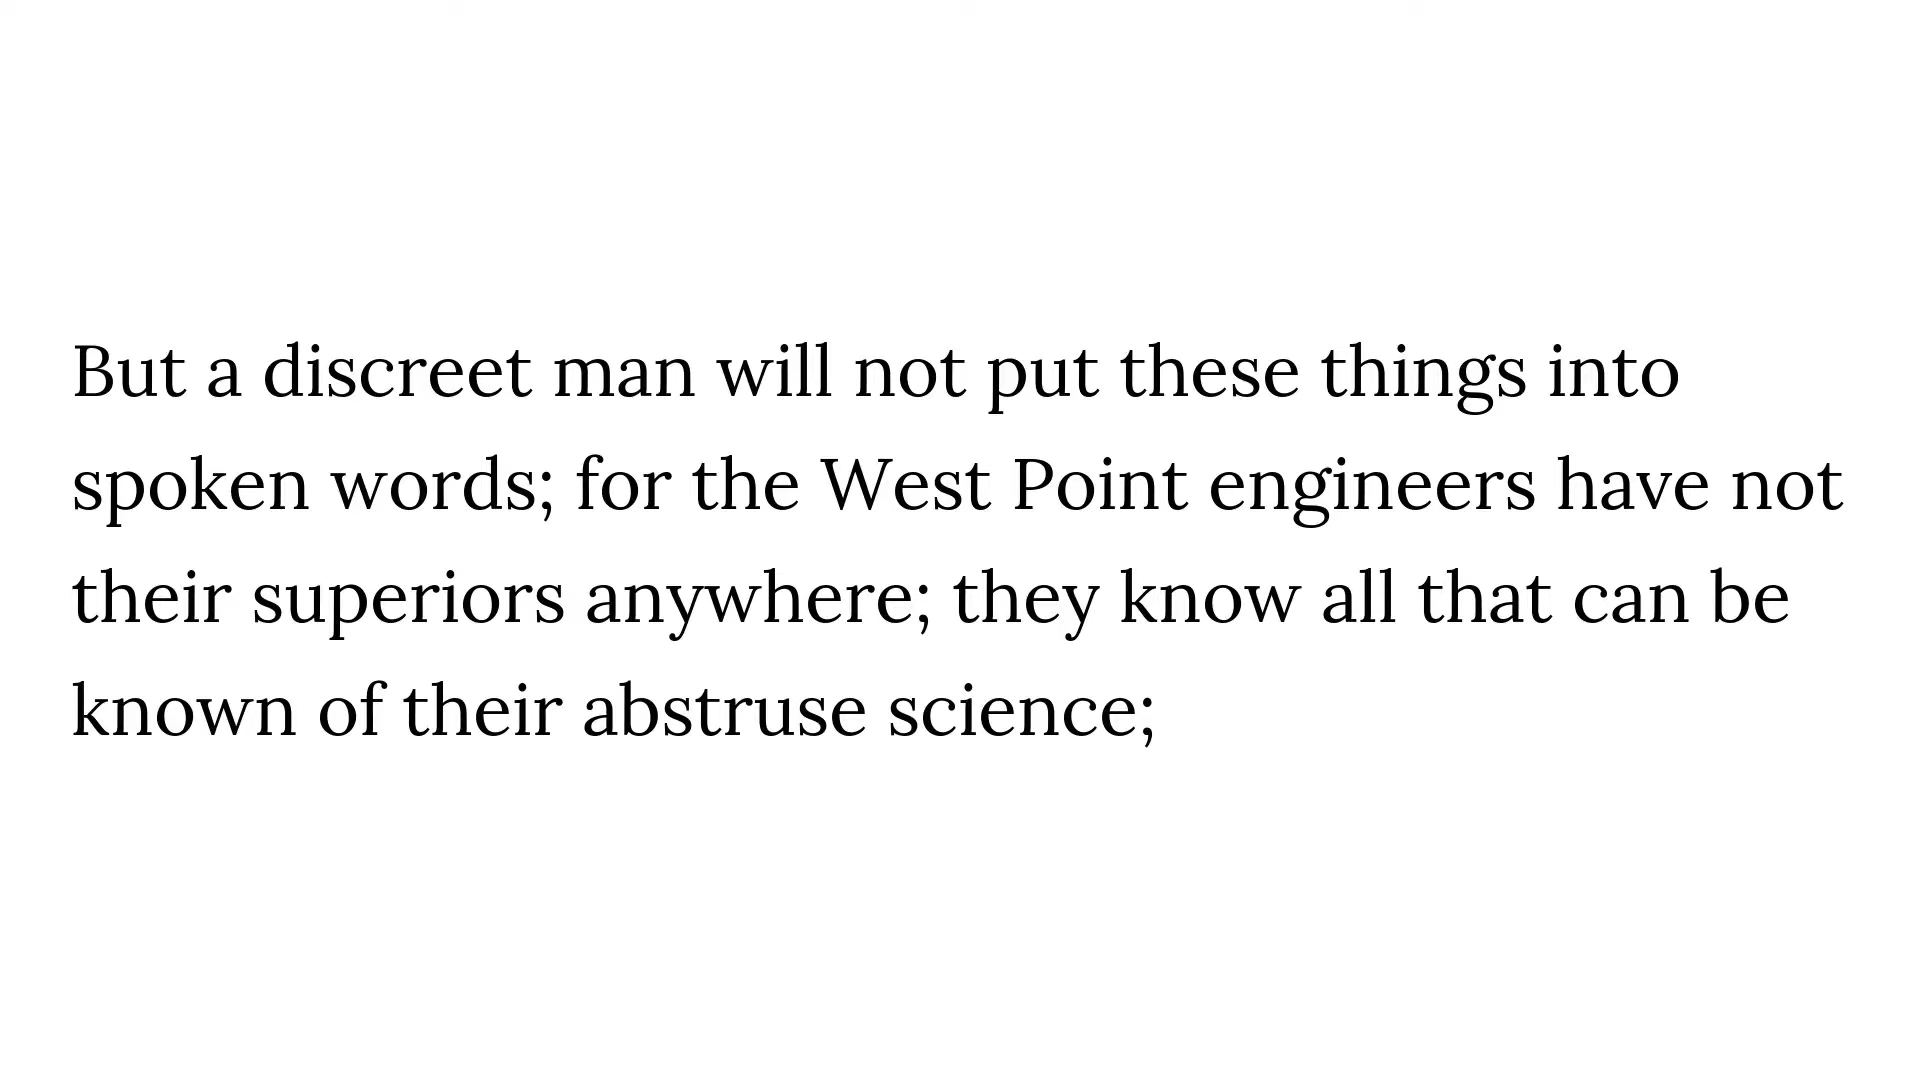 But a discreet man will not put these things into
spoken words; for the West Point engineers have not
their superiors anywhere; they know all that can be
known of their abstruse science;